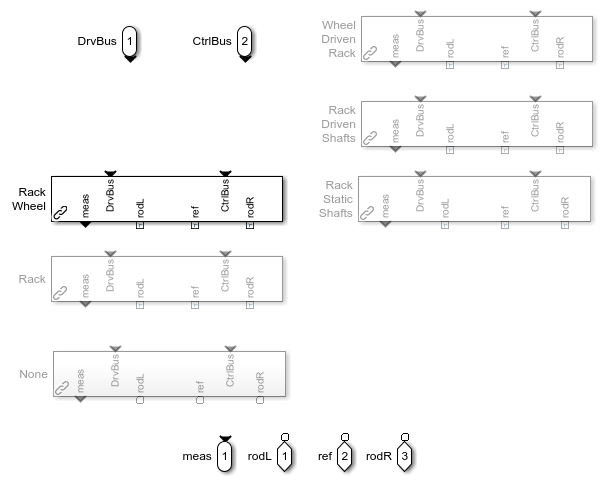 DrvBus 1
CtrlBus 2
Wheel
Driven
Rack
meas
DrvBus
rodL
ref
CtrlBus
rodR
Rack
Driven
Shafts
meas
DrvBus
rodL
ref
CtrlBus
rodR
Rack
Wheel
meas
DrvBus
rodL
ref
CtrlBus
rodR
Rack
Static
Shafts
meas
DrvBus
rodL
ref
CtrlBus
rodR
Rack
meas
DrvBus
rodL
ref
CtrlBus
rodR
None
meas
DrvBus
rodL
ref
CtrlBus
rodR
meas 1
rodL 1
ref 2
rodR 3